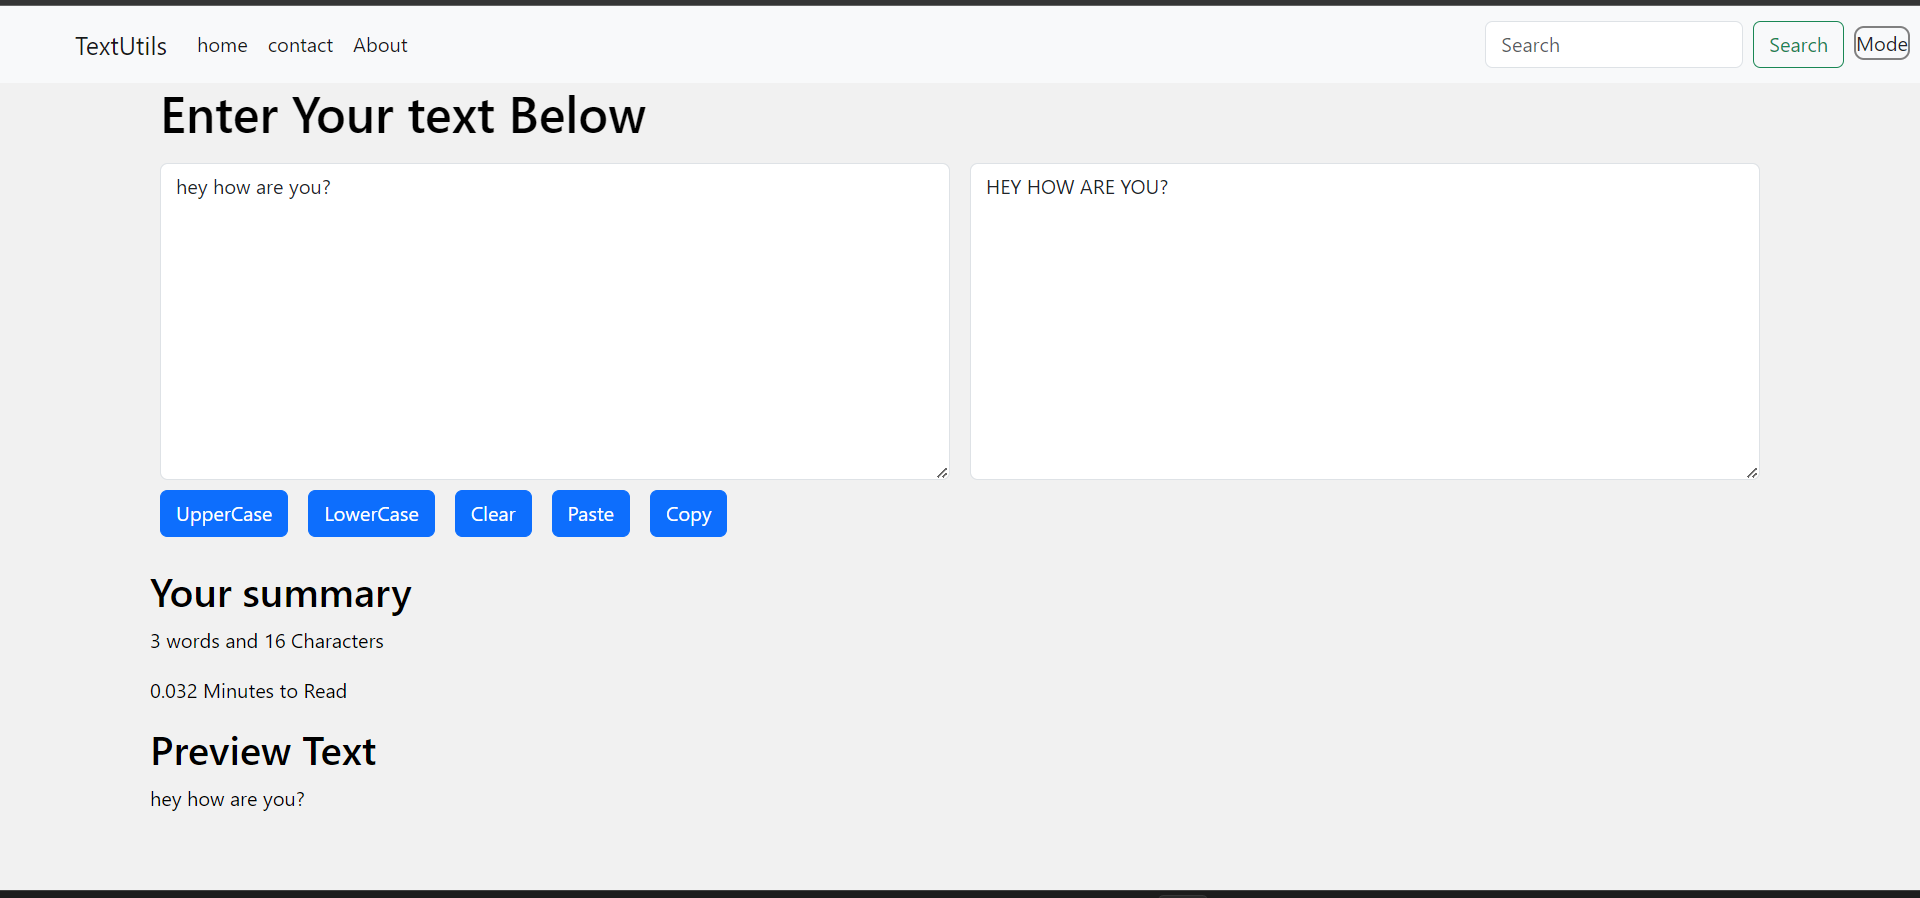 TextUtils home contact About Search Search Mode
Enter Your text Below
hey how are you?
HEY HOW ARE YOU?
UpperCase LowerCase Clear Paste Copy
Your summary
3 words and 16 Characters
0.032 Minutes to Read
Preview Text
hey how are you?